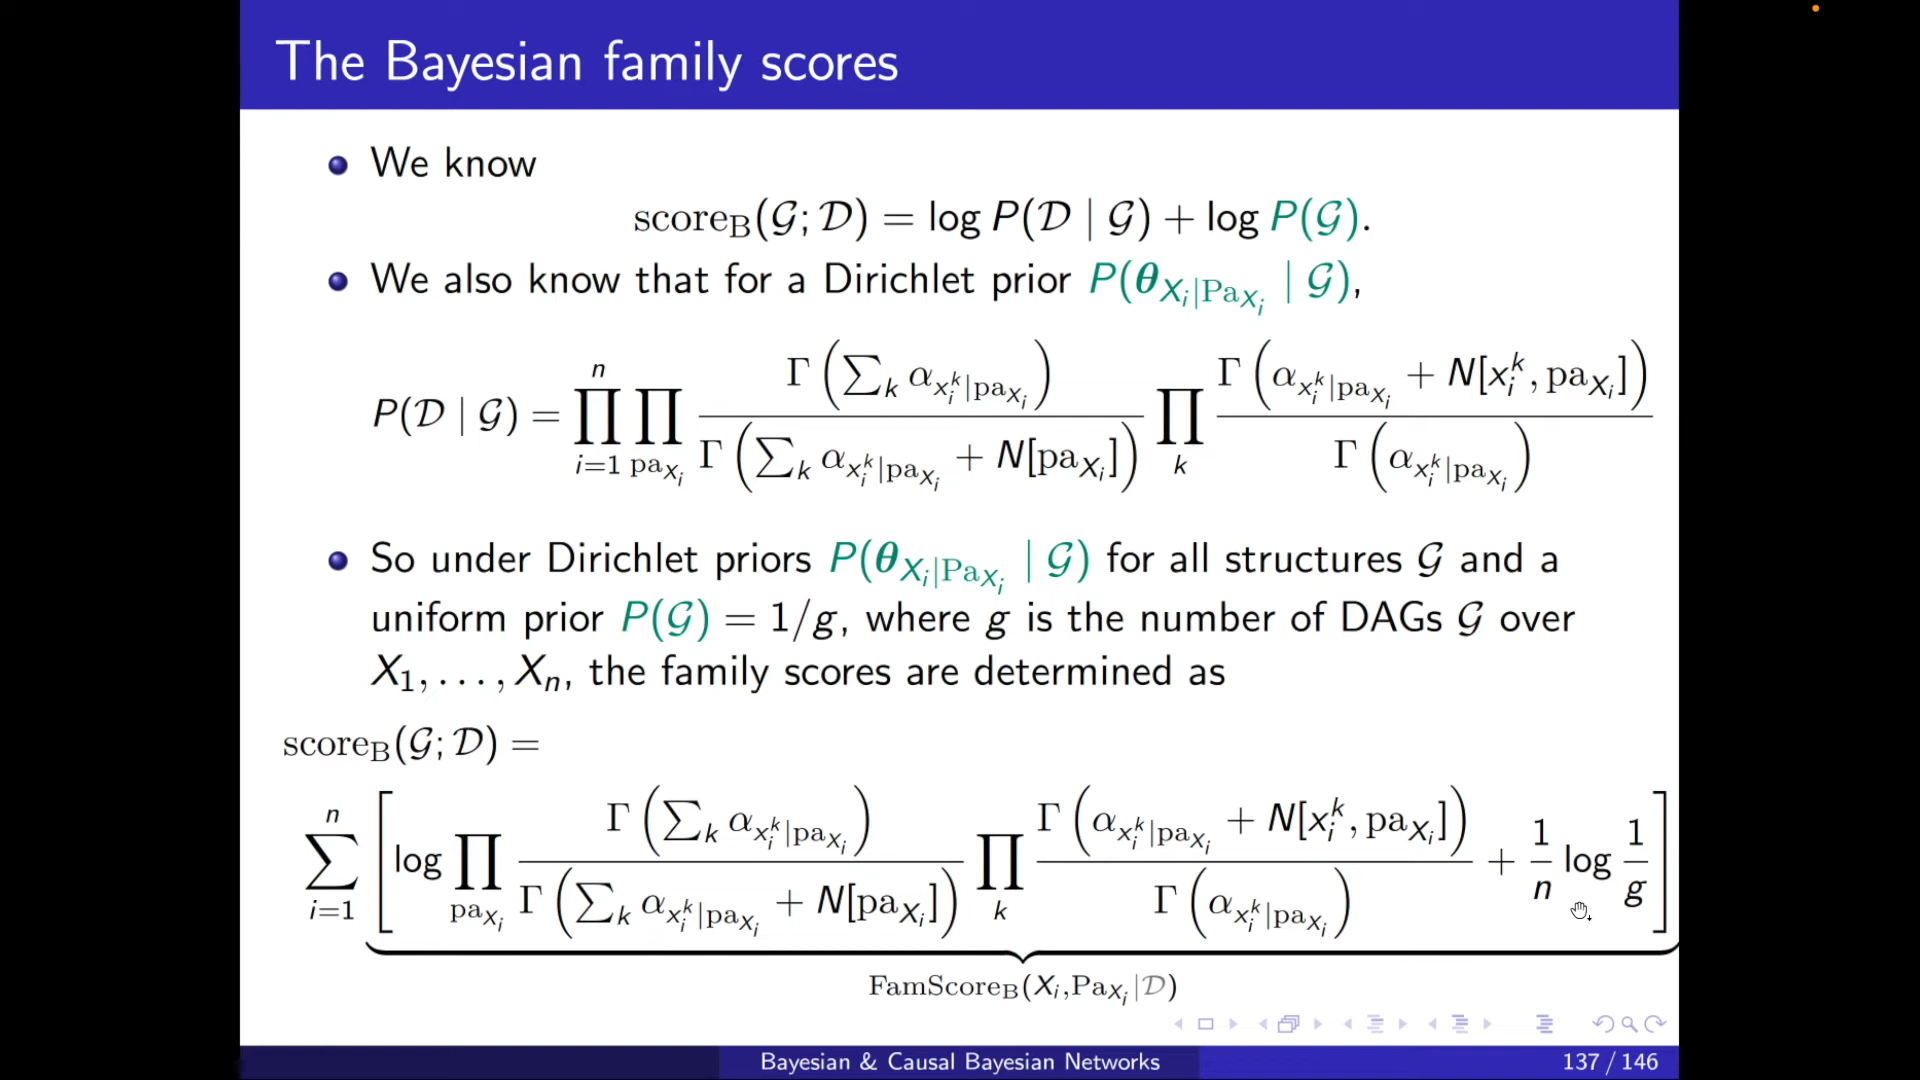 The Bayesian family scores
We know
score_B(𝒢; 𝒟) = log P(𝒟 | 𝒢) + log P(𝒢).
We also know that for a Dirichlet prior P(θ_{X_i|Pa_{X_i}} | 𝒢),
P(𝒟 | 𝒢) = ∏_{i=1}^{n} ∏_{pa_{X_i}} Γ(∑_k α_{x_i^k|pa_{X_i}}) / Γ(∑_k α_{x_i^k|pa_{X_i}} + N[pa_{X_i}]) ∏_k Γ(α_{x_i^k|pa_{X_i}} + N[x_i^k, pa_{X_i}]) / Γ(α_{x_i^k|pa_{X_i}})
So under Dirichlet priors P(θ_{X_i|Pa_{X_i}} | 𝒢) for all structures 𝒢 and a
uniform prior P(𝒢) = 1/g, where g is the number of DAGs 𝒢 over
X_1, . . . , X_n, the family scores are determined as
score_B(𝒢; 𝒟) =
∑_{i=1}^{n} [ log ∏_{pa_{X_i}} Γ(∑_k α_{x_i^k|pa_{X_i}}) / Γ(∑_k α_{x_i^k|pa_{X_i}} + N[pa_{X_i}]) ∏_k Γ(α_{x_i^k|pa_{X_i}} + N[x_i^k, pa_{X_i}]) / Γ(α_{x_i^k|pa_{X_i}}) + 1/n log 1/g ]
FamScore_B(X_i,Pa_{X_i}|𝒟)
Bayesian & Causal Bayesian Networks
137 / 146